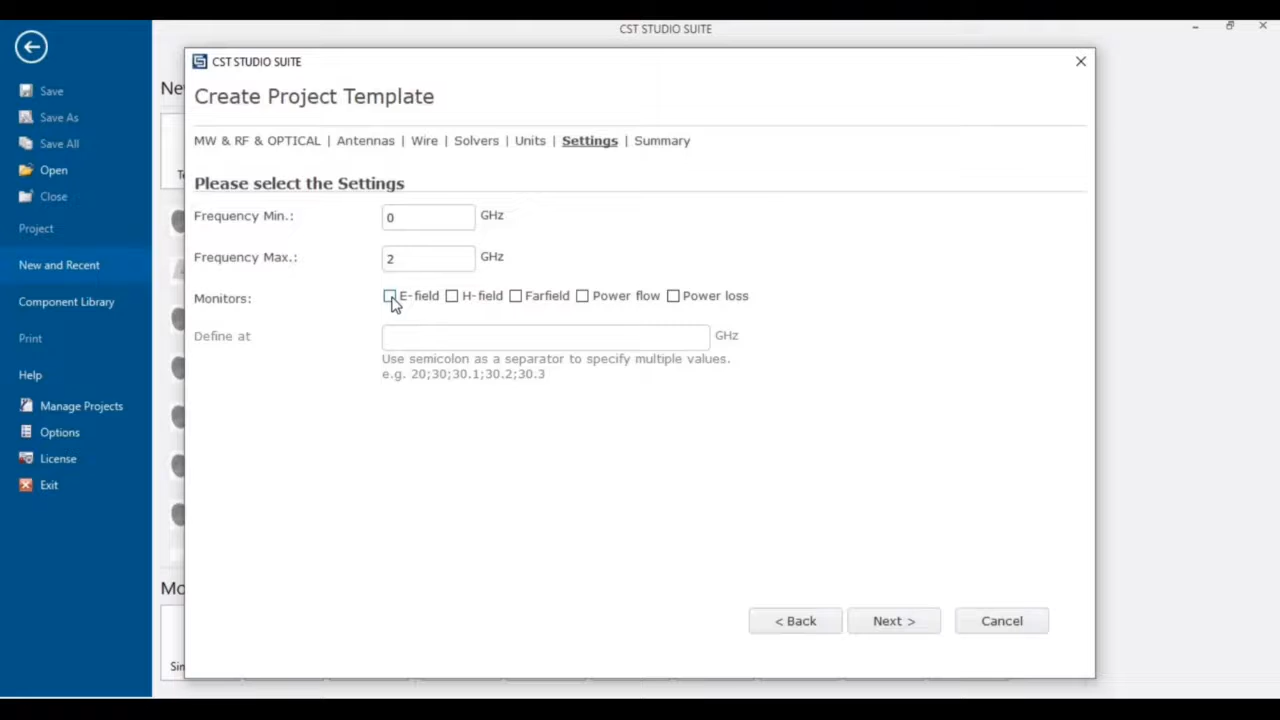 CST STUDIO SUITE
Save
Save As
Save All
Open
Close
Project
New and Recent
Component Library
Print
Help
Manage Projects
Options
License
Exit
CST STUDIO SUITE
Create Project Template
MW & RF & OPTICAL | Antennas | Wire | Solvers | Units | Settings | Summary
Please select the Settings
Frequency Min.: 0 GHz
Frequency Max.: 2 GHz
Monitors: E-field H-field Farfield Power flow Power loss
Define at GHz
Use semicolon as a separator to specify multiple values.
e.g. 20;30;30.1;30.2;30.3
< Back Next > Cancel